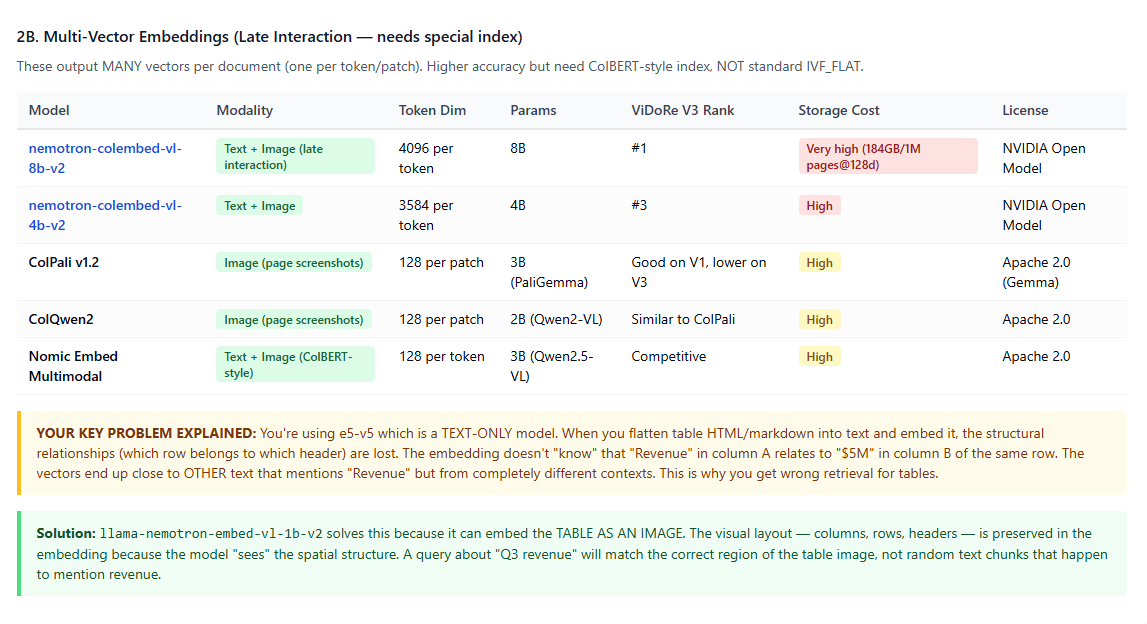 2B. Multi-Vector Embeddings (Late Interaction — needs special index)
These output MANY vectors per document (one per token/patch). Higher accuracy but need ColBERT-style index, NOT standard IVF_FLAT.
Model Modality Token Dim Params ViDoRe V3 Rank Storage Cost License
nemotron-colembed-vl- Text + Image (late 4096 per 8B #1 Very high (184GB/1M NVIDIA Open
8b-v2 interaction) token pages@128d) Model
nemotron-colembed-vl- Text + Image 3584 per 4B #3 High NVIDIA Open
4b-v2 token Model
ColPali v1.2 Image (page screenshots) 128 per patch 3B Good on V1, lower on High Apache 2.0
(PaliGemma) V3 (Gemma)
ColQwen2 Image (page screenshots) 128 per patch 2B (Qwen2-VL) Similar to ColPali High Apache 2.0
Nomic Embed Text + Image (ColBERT- 128 per token 3B (Qwen2.5- Competitive High Apache 2.0
Multimodal style) VL)
YOUR KEY PROBLEM EXPLAINED: You're using e5-v5 which is a TEXT-ONLY model. When you flatten table HTML/markdown into text and embed it, the structural
relationships (which row belongs to which header) are lost. The embedding doesn't "know" that "Revenue" in column A relates to "$5M" in column B of the same row. The
vectors end up close to OTHER text that mentions "Revenue" but from completely different contexts. This is why you get wrong retrieval for tables.
Solution: llama-nemotron-embed-vl-1b-v2 solves this because it can embed the TABLE AS AN IMAGE. The visual layout — columns, rows, headers — is preserved in the
embedding because the model "sees" the spatial structure. A query about "Q3 revenue" will match the correct region of the table image, not random text chunks that happen
to mention revenue.